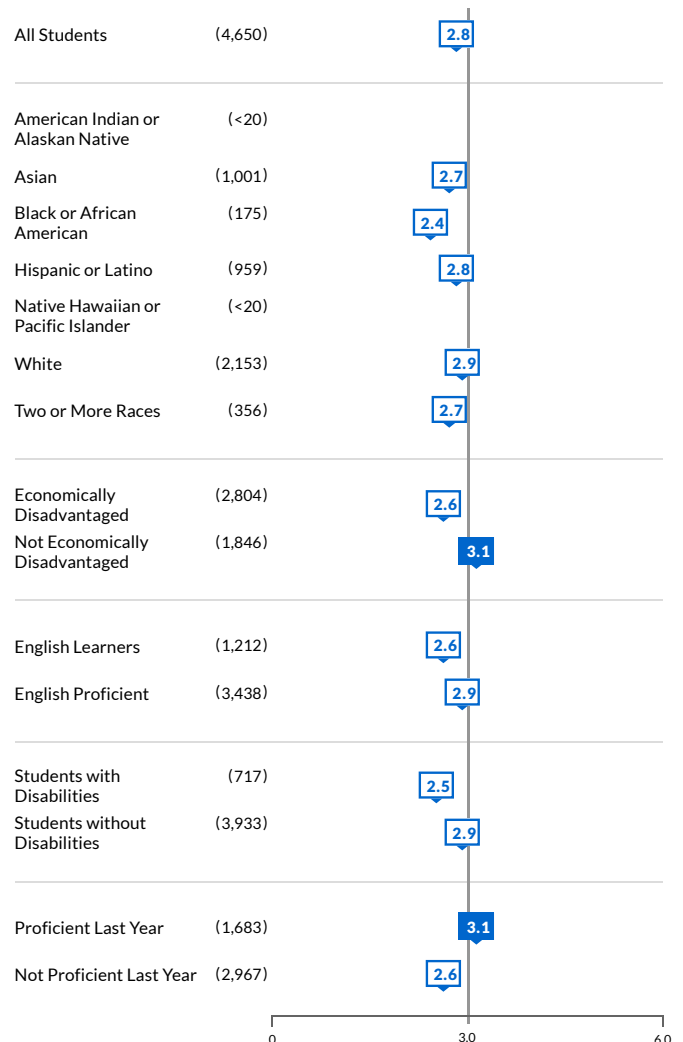 All Students (4,650) 2.8
American Indian or (<20)
Alaskan Native
Asian (1,001) 2.7
Black or African (175) 2.4
American
Hispanic or Latino (959) 2.8
Native Hawaiian or (<20)
Pacific Islander
White (2,153) 2.9
Two or More Races (356) 2.7
Economically (2,804) 2.6
Disadvantaged
Not Economically (1,846) 3.1
Disadvantaged
English Learners (1,212) 2.6
English Proficient (3,438) 2.9
Students with (717) 2.5
Disabilities
Students without (3,933) 2.9
Disabilities
Proficient Last Year (1,683) 3.1
Not Proficient Last Year (2,967) 2.6
0 3.0 6.0